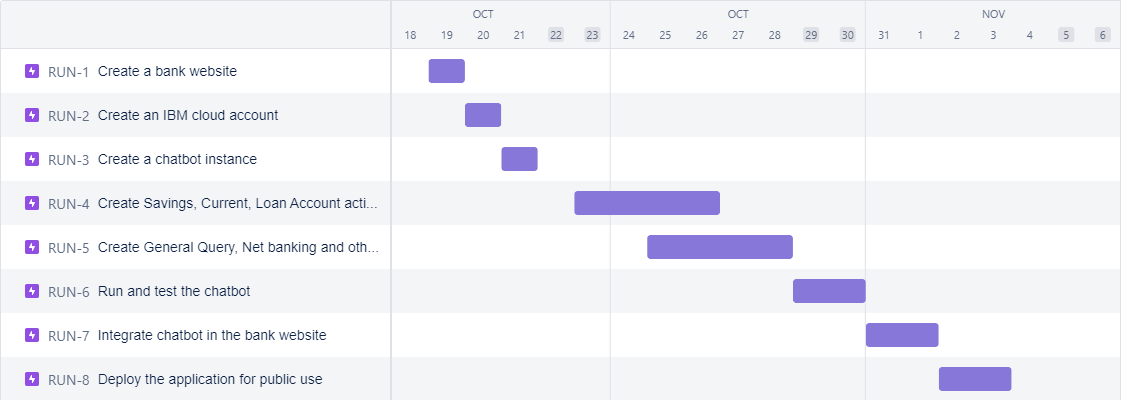 OCT OCT NOV
18 19 20 21 22 23 24 25 26 27 28 29 30 31 1 2 3 4 5 6
RUN-1 Create a bank website
RUN-2 Create an IBM cloud account
RUN-3 Create a chatbot instance
RUN-4 Create Savings, Current, Loan Account acti...
RUN-5 Create General Query, Net banking and oth...
RUN-6 Run and test the chatbot
RUN-7 Integrate chatbot in the bank website
RUN-8 Deploy the application for public use